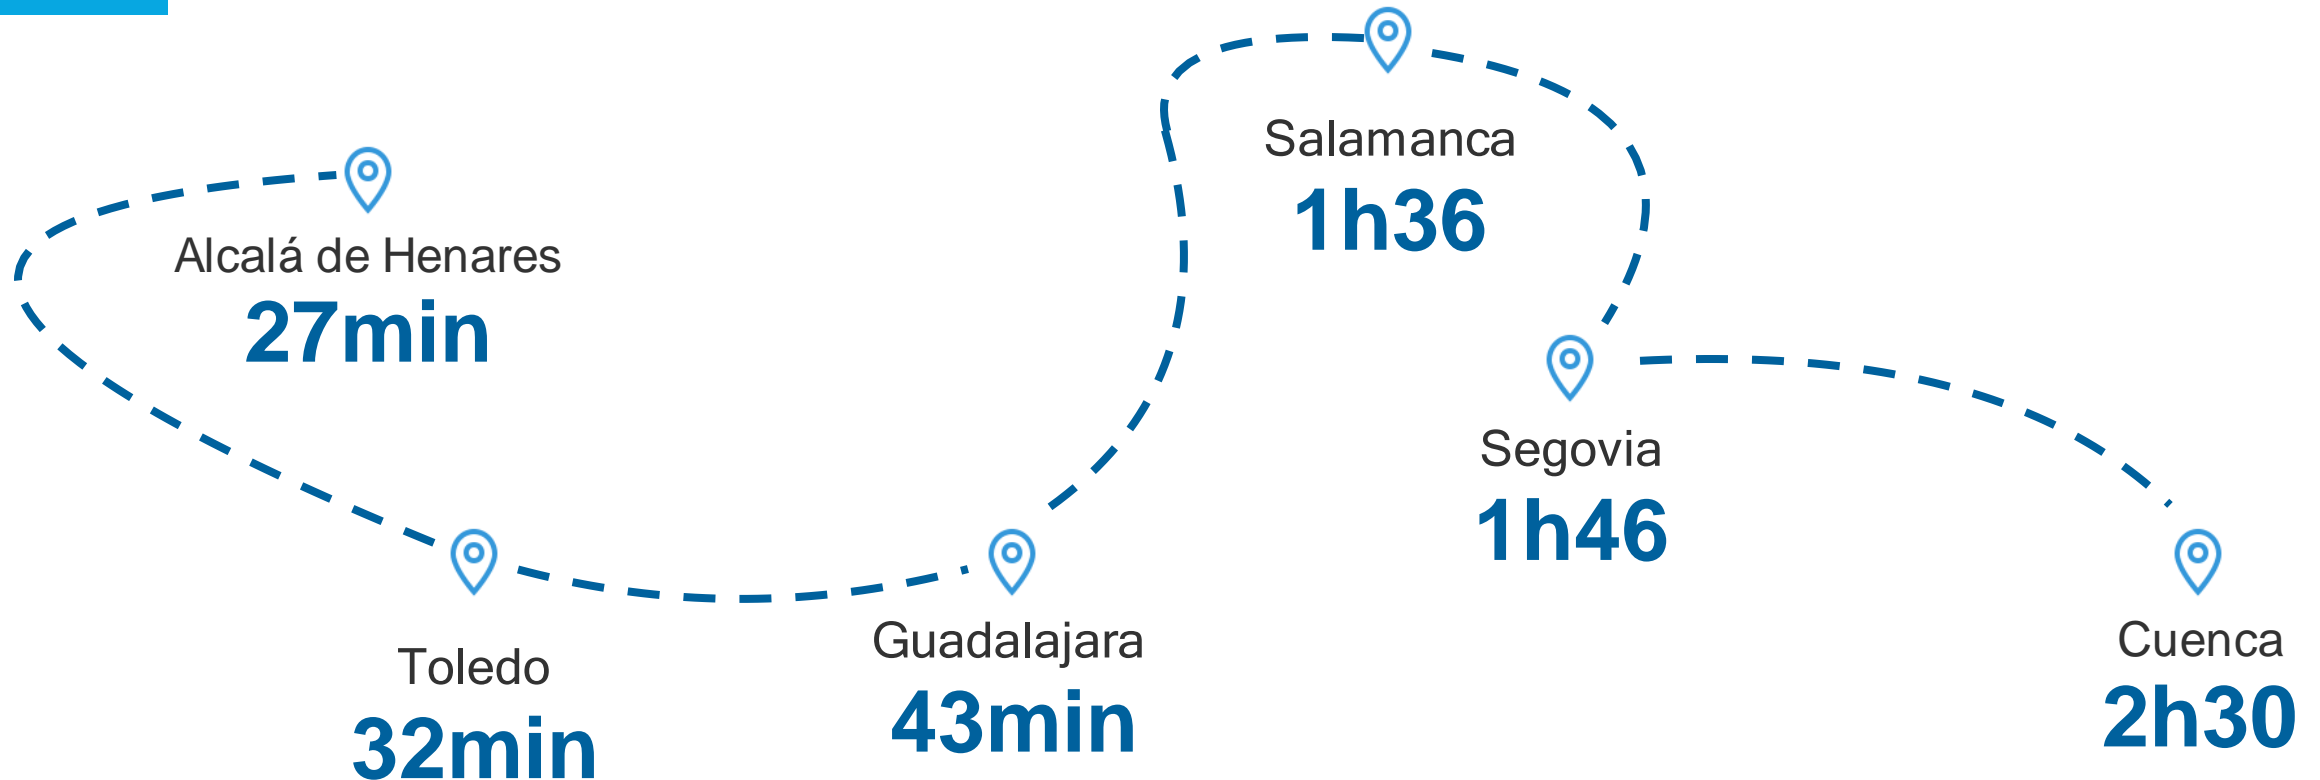 Alcalá de Henares
27min
Toledo
32min
Guadalajara
43min
Salamanca
1h36
Segovia
1h46
Cuenca
2h30